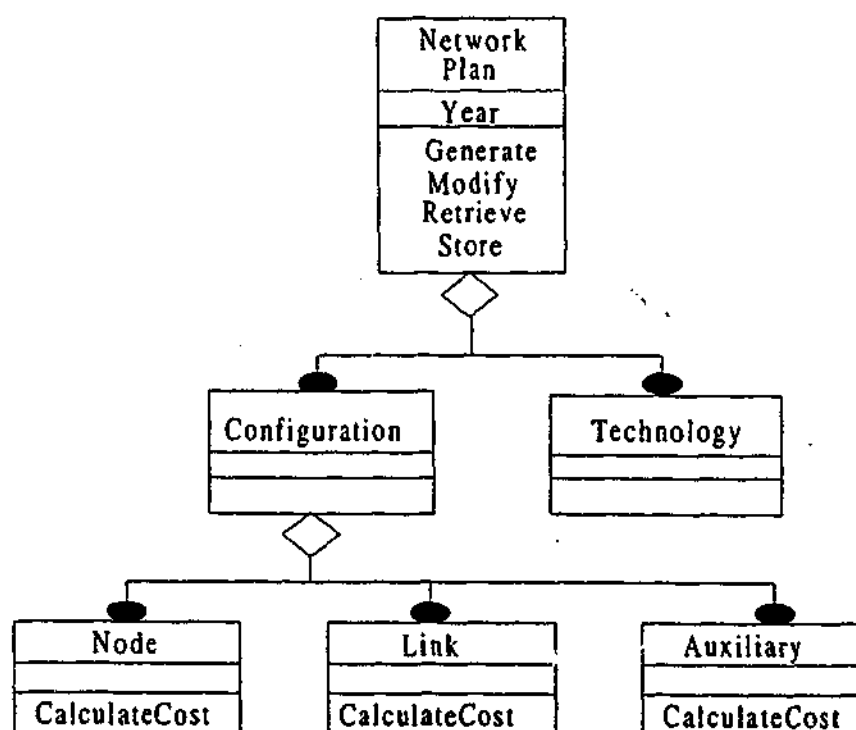 Network
Plan
Year
Generate
Modify
Retrieve
Store
Configuration
Technology
Node
Link
Auxiliary
CalculateCost
CalculateCost
CalculateCost